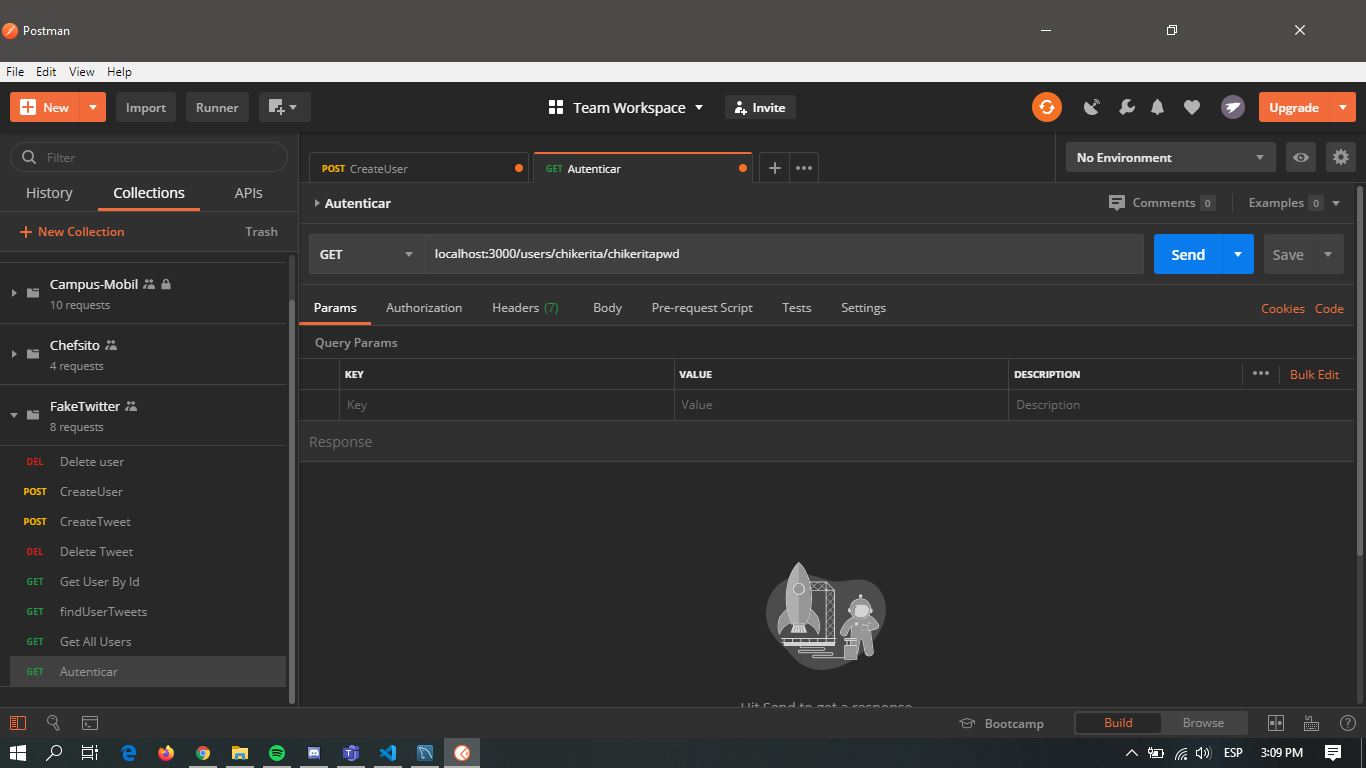 Postman
File Edit View Help
New Import Runner Team Workspace Invite Upgrade
Filter
History Collections APIs
New Collection Trash
Campus-Mobil
10 requests
Chefsito
4 requests
FakeTwitter
8 requests
DEL Delete user
POST CreateUser
POST CreateTweet
DEL Delete Tweet
GET Get User By Id
GET findUserTweets
GET Get All Users
GET Autenticar
POST CreateUser GET Autenticar No Environment
Autenticar Comments 0 Examples 0
GET localhost:3000/users/chikerita/chikeritapwd Send Save
Params Authorization Headers (7) Body Pre-request Script Tests Settings Cookies Code
Query Params
KEY VALUE DESCRIPTION Bulk Edit
Key Value Description
Response
Hit Send to get a response
Bootcamp Build Browse
ESP 3:09 PM